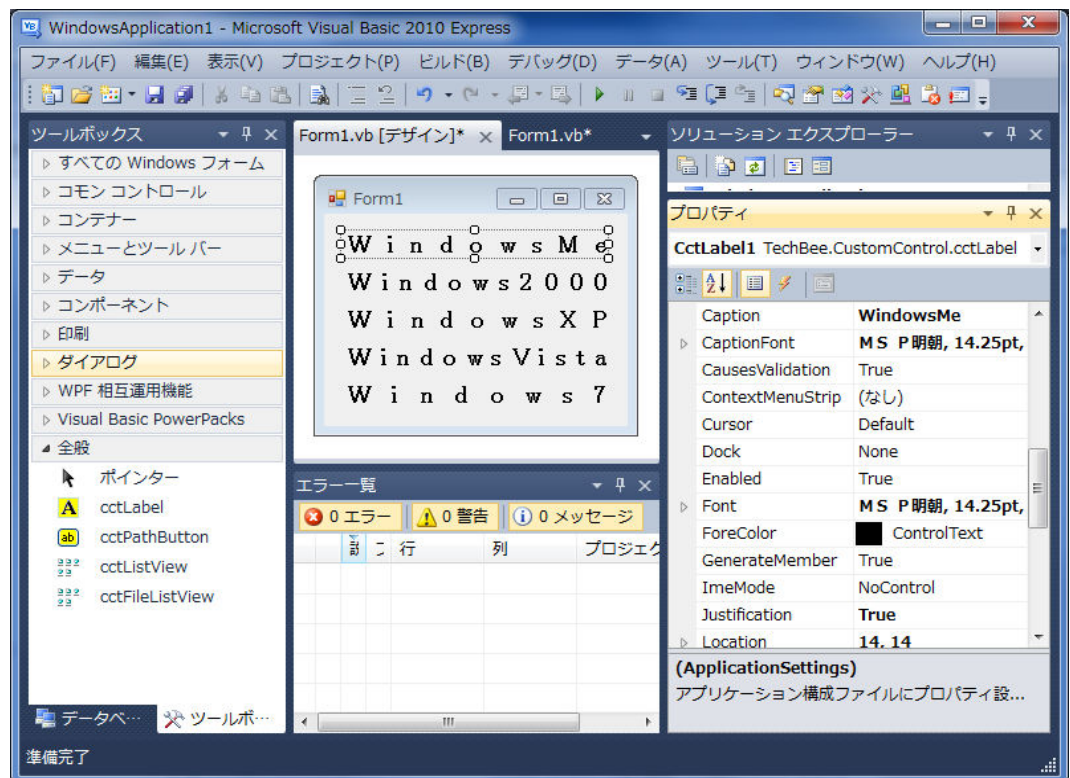 WindowsApplication1 - Microsoft Visual Basic 2010 Express
ファイル(F) 編集(E) 表示(V) プロジェクト(P) ビルド(B) デバッグ(D) データ(A) ツール(T) ウィンドウ(W) ヘルプ(H)
ツールボックス
すべての Windows フォーム
コモン コントロール
コンテナー
メニューとツール バー
データ
コンポーネント
印刷
ダイアログ
WPF 相互運用機能
Visual Basic PowerPacks
全般
ポインター
A cctLabel
ab cctPathButton
cctListView
cctFileListView
データベ…
ツールボ…
Form1.vb [デザイン]*
Form1.vb*
Form1
WindowsMe
Windows2000
WindowsXP
WindowsVista
Windows7
エラー一覧
0 エラー
0 警告
0 メッセージ
行
列
プロジェク
ソリューション エクスプローラー
プロパティ
CctLabel1 TechBee.CustomControl.cctLabel
Caption WindowsMe
CaptionFont ＭＳ Ｐ明朝, 14.25pt,
CausesValidation True
ContextMenuStrip (なし)
Cursor Default
Dock None
Enabled True
Font ＭＳ Ｐ明朝, 14.25pt,
ForeColor ControlText
GenerateMember True
ImeMode NoControl
Justification True
Location 14, 14
(ApplicationSettings)
アプリケーション構成ファイルにプロパティ設...
準備完了